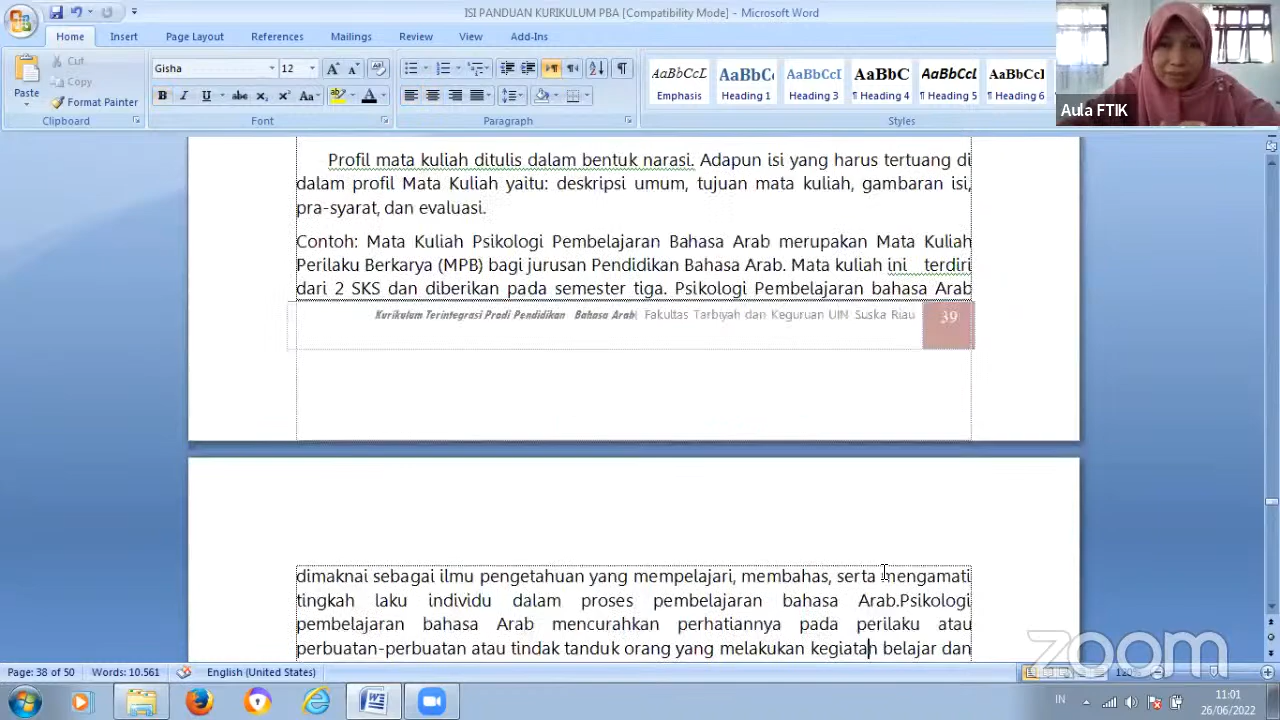 ISI PANDUAN KURIKULUM PBA [Compatibility Mode] - Microsoft Word
Home Insert Page Layout References Mailings Review View Add-Ins
Paste
Cut
Copy
Format Painter
Clipboard
Gisha 12
Font
Paragraph
AaBbCcL AaBbCc AaBbCcL AaBbC AaBbCcL AaBbCcI
Emphasis Heading 1 Heading 3 ¶ Heading 4 ¶ Heading 5 ¶ Heading 6
Styles
Aula FTIK
Profil mata kuliah ditulis dalam bentuk narasi. Adapun isi yang harus tertuang di
dalam profil Mata Kuliah yaitu: deskripsi umum, tujuan mata kuliah, gambaran isi,
pra-syarat, dan evaluasi.
Contoh: Mata Kuliah Psikologi Pembelajaran Bahasa Arab merupakan Mata Kuliah
Perilaku Berkarya (MPB) bagi jurusan Pendidikan Bahasa Arab. Mata kuliah ini terdiri
dari 2 SKS dan diberikan pada semester tiga. Psikologi Pembelajaran bahasa Arab
Kurikulum Terintegrasi Prodi Pendidikan Bahasa Arab| Fakultas Tarbiyah dan Keguruan UIN Suska Riau 39
dimaknai sebagai ilmu pengetahuan yang mempelajari, membahas, serta mengamati
tingkah laku individu dalam proses pembelajaran bahasa Arab.Psikologi
pembelajaran bahasa Arab mencurahkan perhatiannya pada perilaku atau
perbuatan-perbuatan atau tindak tanduk orang yang melakukan kegiatan belajar dan
zoom
Page: 38 of 50 Words: 10.561 English (United States) 120%
IN 11:01
26/06/2022